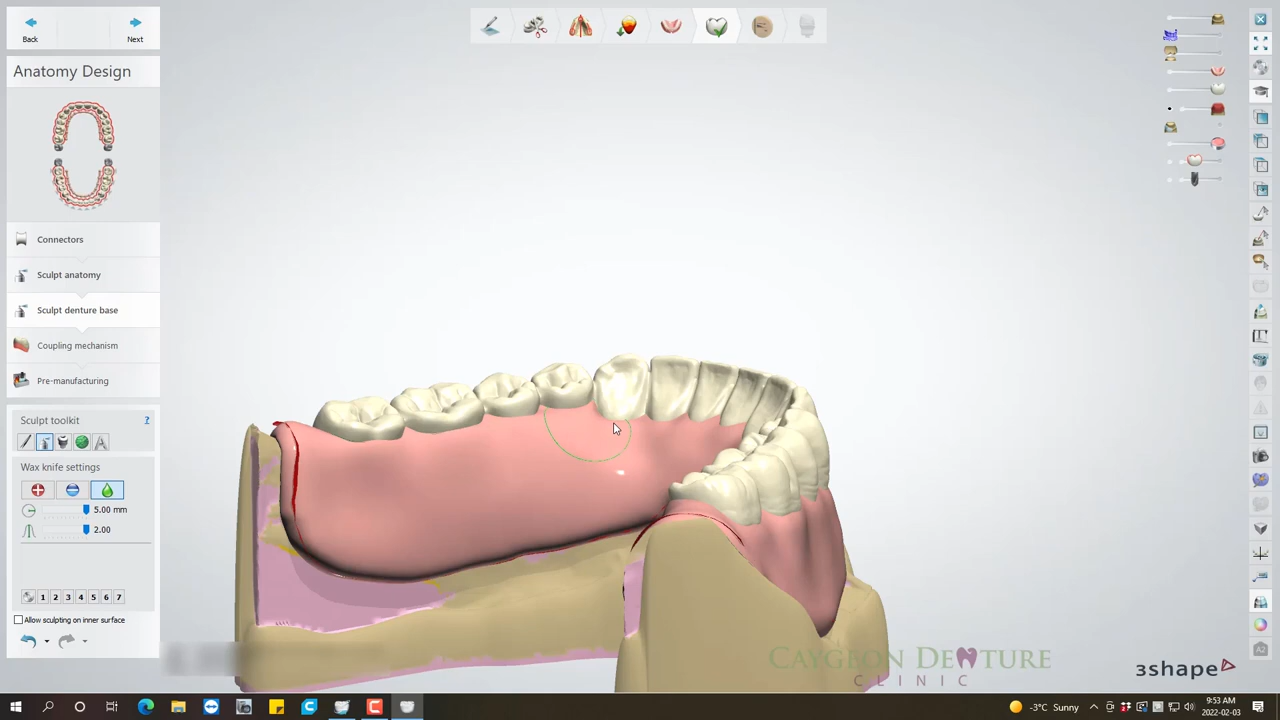 Back
Next
Anatomy Design
Connectors
Sculpt anatomy
Sculpt denture base
Coupling mechanism
Pre-manufacturing
Sculpt toolkit
?
Wax knife settings
5.00 mm
2.00
1 2 3 4 5 6 7
Allow sculpting on inner surface
A2
CAYGEON DENTURE
CLINIC
3shape
-3°C Sunny
9:53 AM
2022-02-03